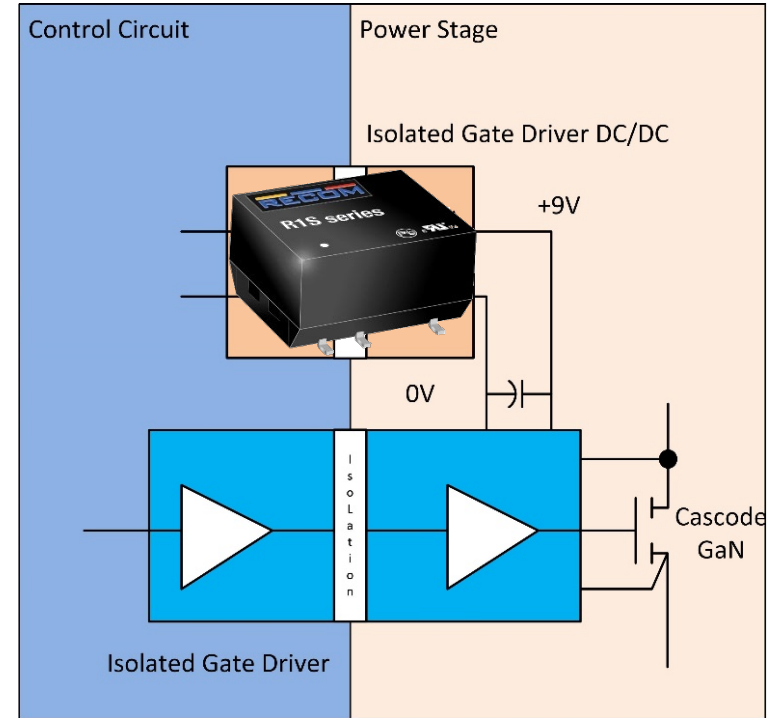 Control Circuit
Power Stage
Isolated Gate Driver DC/DC
RECOM
R1S series
+9V
0V
IsoLation
Cascode
GaN
Isolated Gate Driver